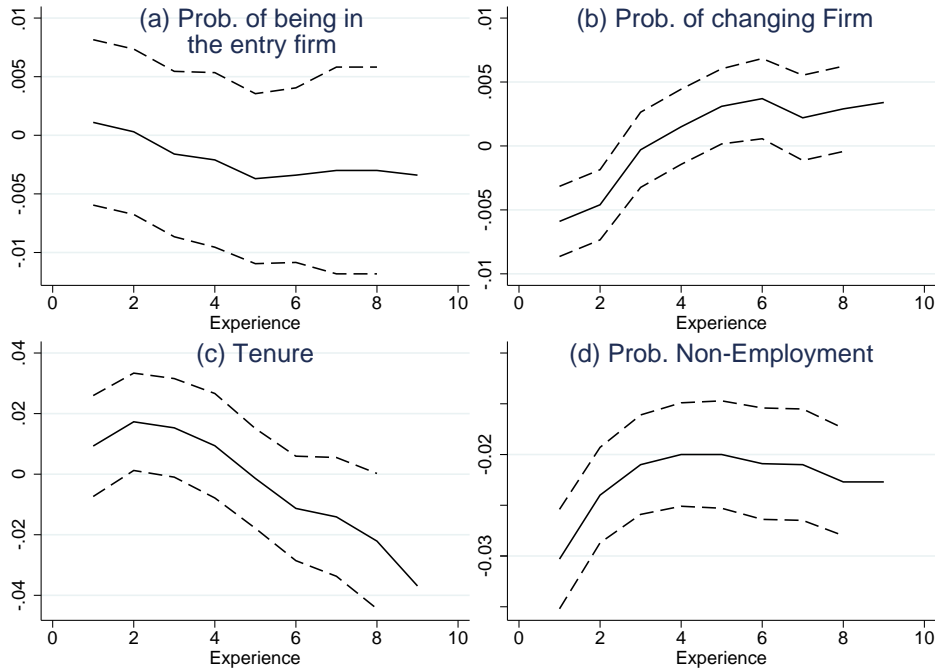 (a) Prob. of being in
the entry firm
.01
.005
0
-.005
-.01
0 2 4 6 8 10
Experience
(b) Prob. of changing Firm
.01
.005
0
-.005
-.01
0 2 4 6 8 10
Experience
(c) Tenure
.04
.02
0
-.02
-.04
0 2 4 6 8 10
Experience
(d) Prob. Non-Employment
-0.02
-0.03
0 2 4 6 8 10
Experience